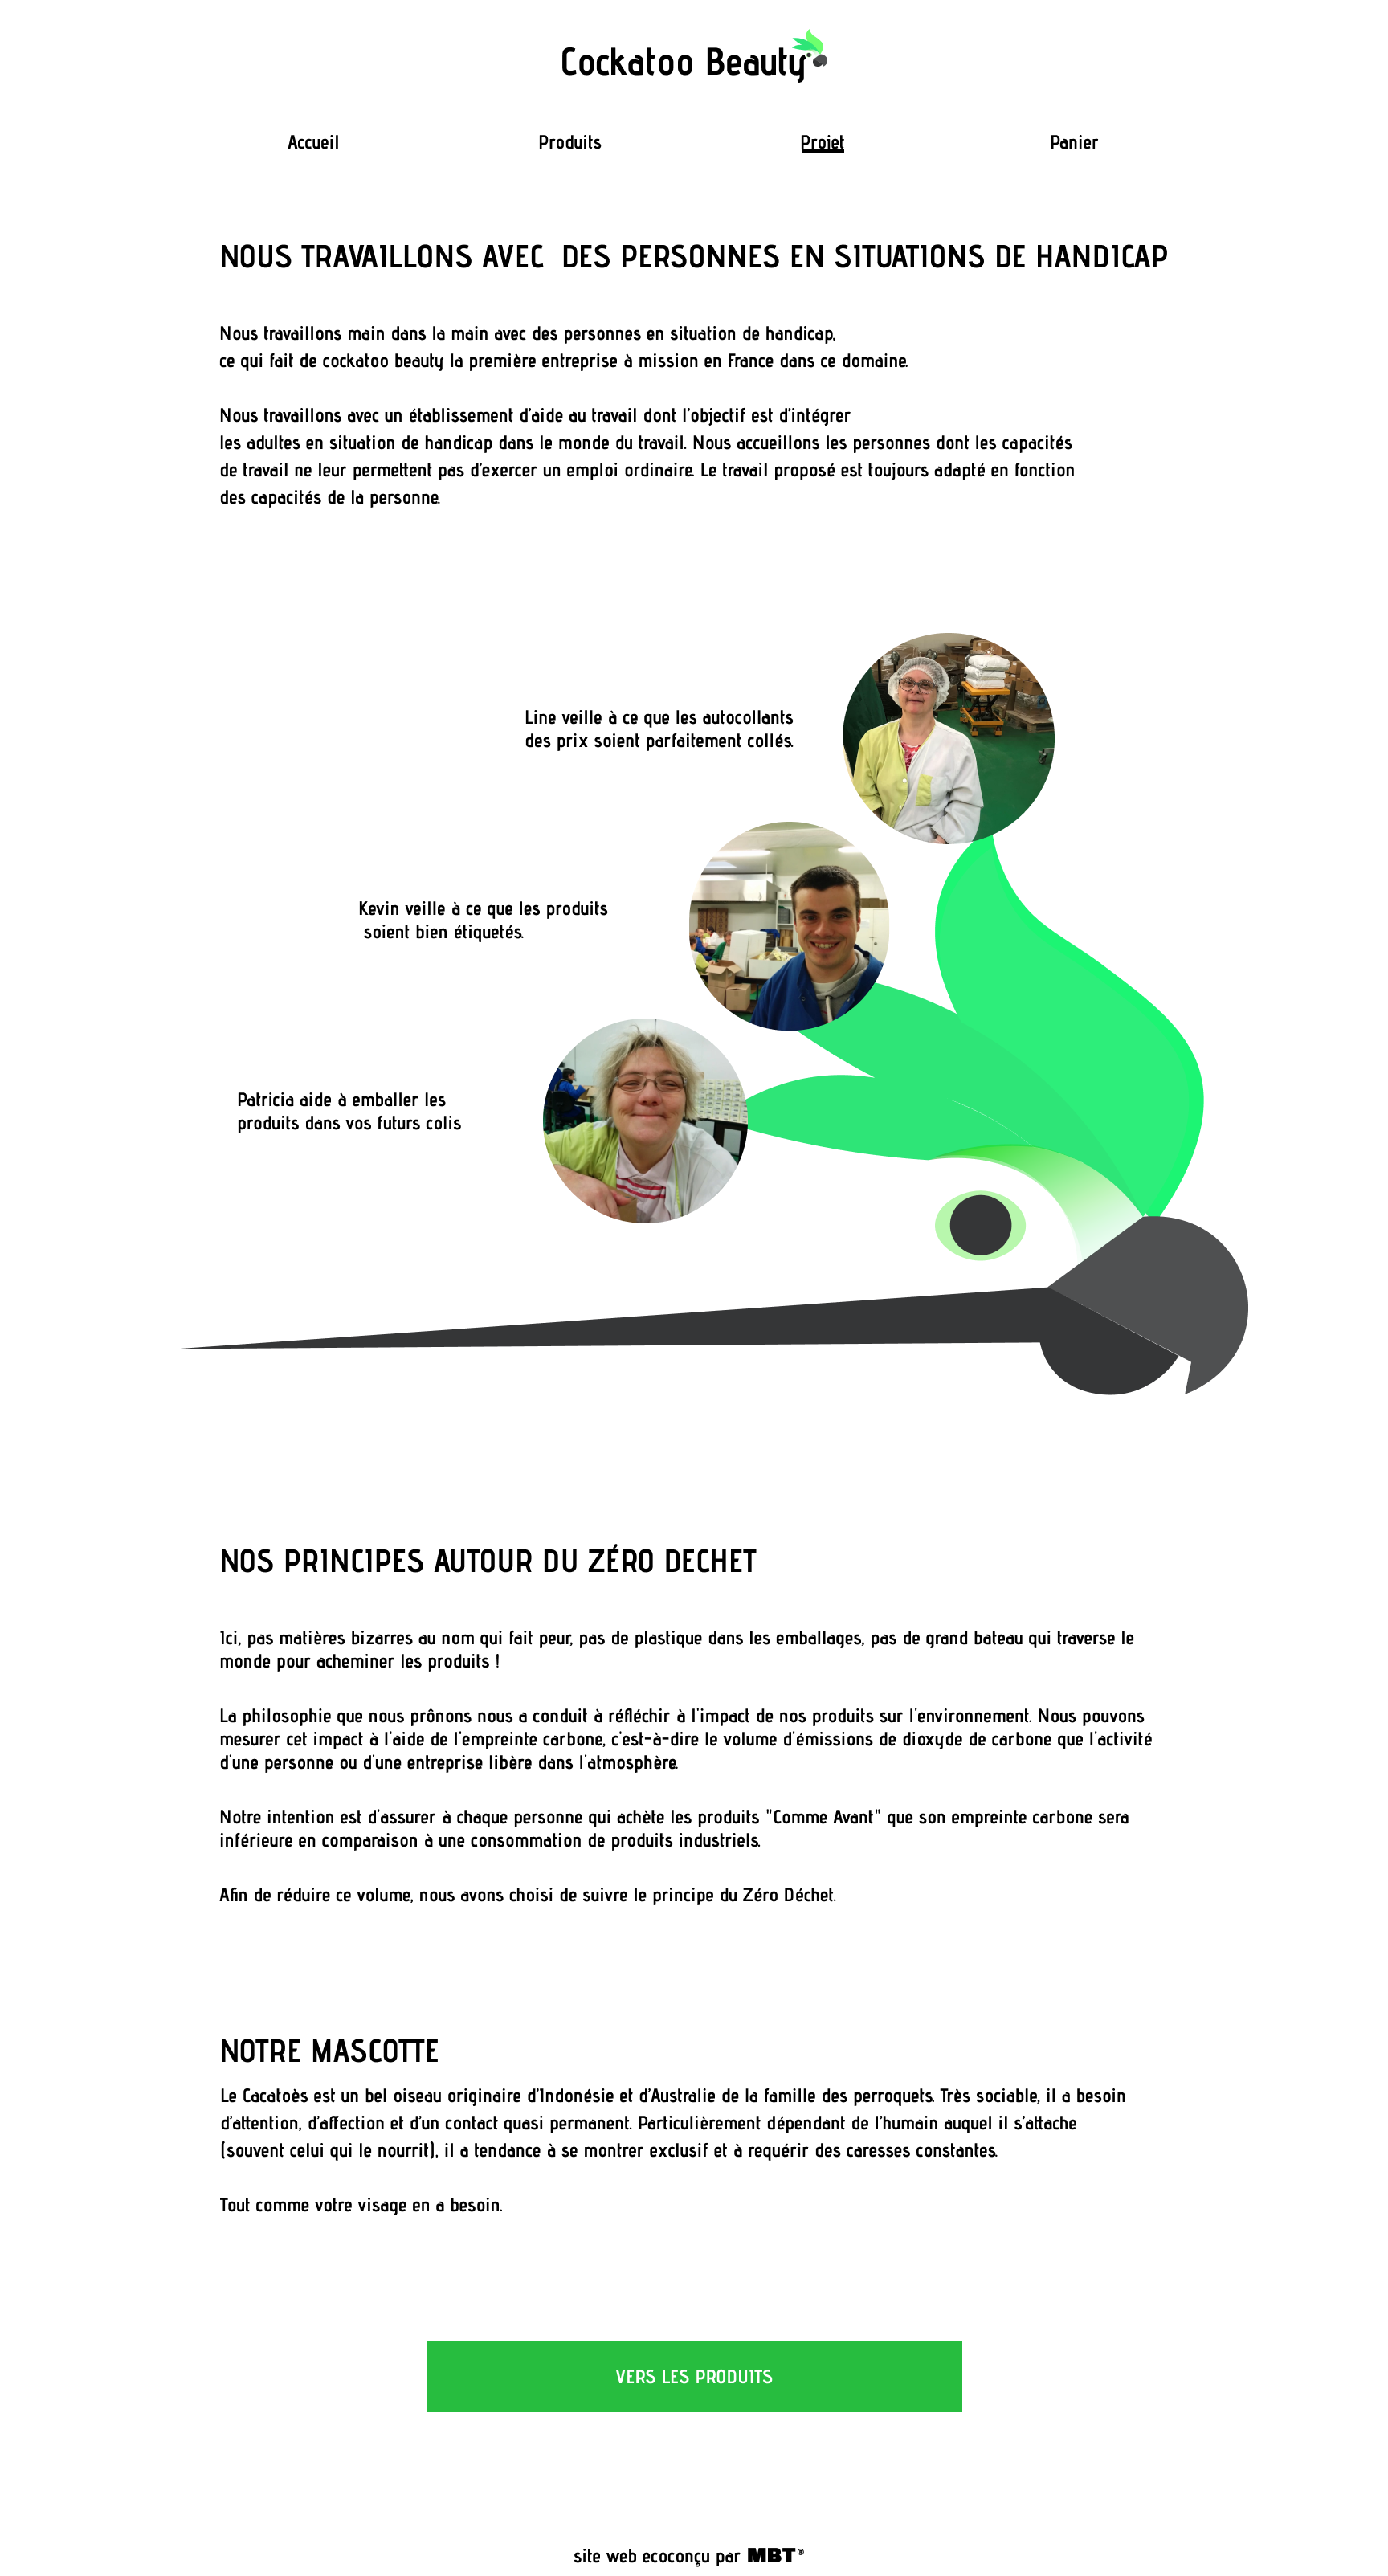 Cockatoo Beauty
Accueil
Produits
Projet
Panier
NOUS TRAVAILLONS AVEC  DES PERSONNES EN SITUATIONS DE HANDICAP
Nous travaillons main dans la main avec des personnes en situation de handicap,
ce qui fait de cockatoo beauty la première entreprise à mission en France dans ce domaine.
Nous travaillons avec un établissement d'aide au travail dont l'objectif est d'intégrer
les adultes en situation de handicap dans le monde du travail. Nous accueillons les personnes dont les capacités
de travail ne leur permettent pas d'exercer un emploi ordinaire. Le travail proposé est toujours adapté en fonction
des capacités de la personne.
Line veille à ce que les autocollants
des prix soient parfaitement collés.
Kevin veille à ce que les produits
soient bien étiquetés.
Patricia aide à emballer les
produits dans vos futurs colis
NOS PRINCIPES AUTOUR DU ZÉRO DECHET
Ici, pas matières bizarres au nom qui fait peur, pas de plastique dans les emballages, pas de grand bateau qui traverse le
monde pour acheminer les produits !
La philosophie que nous prônons nous a conduit à réfléchir à l'impact de nos produits sur l'environnement. Nous pouvons
mesurer cet impact à l'aide de l'empreinte carbone, c'est-à-dire le volume d'émissions de dioxyde de carbone que l'activité
d'une personne ou d'une entreprise libère dans l'atmosphère.
Notre intention est d'assurer à chaque personne qui achète les produits "Comme Avant" que son empreinte carbone sera
inférieure en comparaison à une consommation de produits industriels.
Afin de réduire ce volume, nous avons choisi de suivre le principe du Zéro Déchet.
NOTRE MASCOTTE
Le Cacatoès est un bel oiseau originaire d'Indonésie et d'Australie de la famille des perroquets. Très sociable, il a besoin
d'attention, d'affection et d'un contact quasi permanent. Particulièrement dépendant de l'humain auquel il s'attache
(souvent celui qui le nourrit), il a tendance à se montrer exclusif et à requérir des caresses constantes.
Tout comme votre visage en a besoin.
VERS LES PRODUITS
site web ecoconçu par MBT®